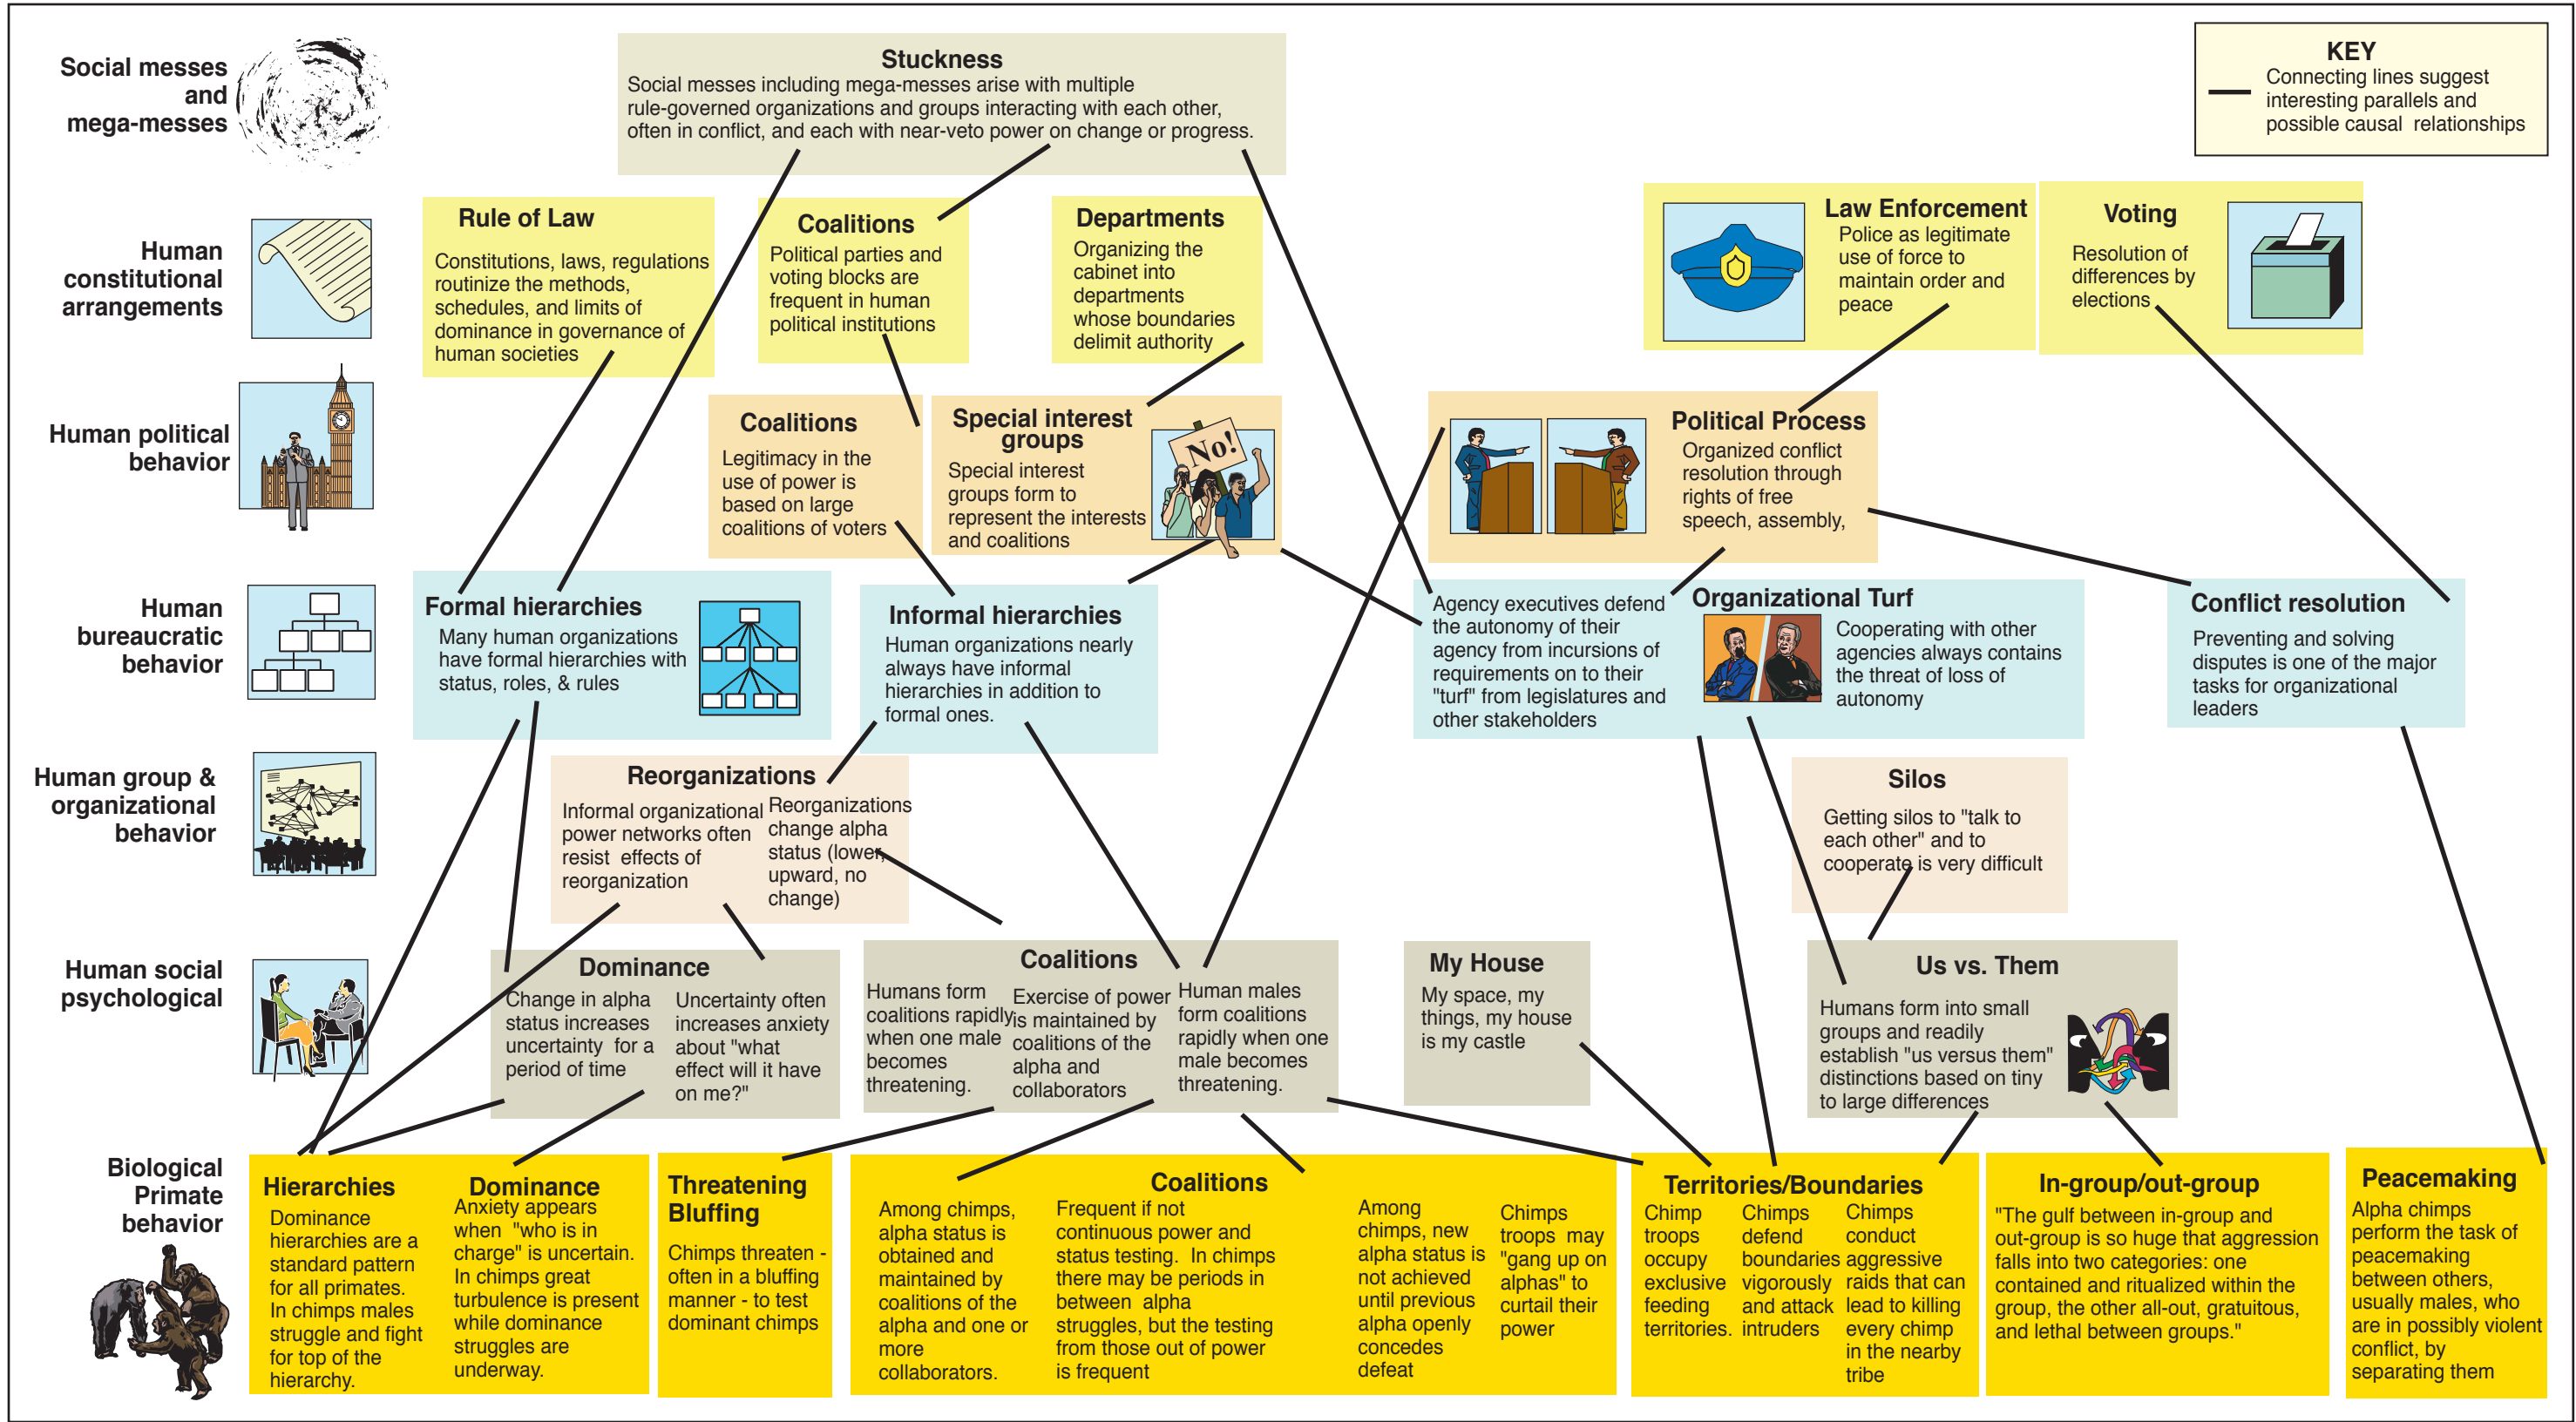 Social messes
and
mega-messes
Stuckness
Social messes including mega-messes arise with multiple
rule-governed organizations and groups interacting with each other,
often in conflict, and each with near-veto power on change or progress.
KEY
Connecting lines suggest
interesting parallels and
possible causal relationships
Human
constitutional
arrangements
Rule of Law
Constitutions, laws, regulations
routinize the methods,
schedules, and limits of
dominance in governance of
human societies
Coalitions
Political parties and
voting blocks are
frequent in human
political institutions
Departments
Organizing the
cabinet into
departments
whose boundaries
delimit authority
Law Enforcement
Police as legitimate
use of force to
maintain order and
peace
Voting
Resolution of
differences by
elections
Human political
behavior
Coalitions
Legitimacy in the
use of power is
based on large
coalitions of voters
Special interest
groups
Special interest
groups form to
represent the interests
and coalitions
No!
Political Process
Organized conflict
resolution through
rights of free
speech, assembly,
Human
bureaucratic
behavior
Formal hierarchies
Many human organizations
have formal hierarchies with
status, roles, & rules
Informal hierarchies
Human organizations nearly
always have informal
hierarchies in addition to
formal ones.
Agency executives defend
the autonomy of their
agency from incursions of
requirements on to their
"turf" from legislatures and
other stakeholders
Organizational Turf
Cooperating with other
agencies always contains
the threat of loss of
autonomy
Conflict resolution
Preventing and solving
disputes is one of the major
tasks for organizational
leaders
Human group &
organizational
behavior
Reorganizations
Informal organizational
power networks often
resist effects of
reorganization
Reorganizations
change alpha
status (lower,
upward, no
change)
Silos
Getting silos to "talk to
each other" and to
cooperate is very difficult
Human social
psychological
Dominance
Change in alpha
status increases
uncertainty for a
period of time
Uncertainty often
increases anxiety
about "what
effect will it have
on me?"
Coalitions
Humans form
coalitions rapidly
when one male
becomes
threatening.
Exercise of power
is maintained by
coalitions of the
alpha and
collaborators
Human males
form coalitions
rapidly when one
male becomes
threatening.
My House
My space, my
things, my house
is my castle
Us vs. Them
Humans form into small
groups and readily
establish "us versus them"
distinctions based on tiny
to large differences
Biological
Primate
behavior
Hierarchies
Dominance
hierarchies are a
standard pattern
for all primates.
In chimps males
struggle and fight
for top of the
hierarchy.
Dominance
Anxiety appears
when "who is in
charge" is uncertain.
In chimps great
turbulence is present
while dominance
struggles are
underway.
Threatening
Bluffing
Chimps threaten -
often in a bluffing
manner - to test
dominant chimps
Coalitions
Among chimps,
alpha status is
obtained and
maintained by
coalitions of the
alpha and one or
more
collaborators.
Frequent if not
continuous power and
status testing. In chimps
there may be periods in
between alpha
struggles, but the testing
from those out of power
is frequent
Among
chimps, new
alpha status is
not achieved
until previous
alpha openly
concedes
defeat
Chimps
troops may
"gang up on
alphas" to
curtail their
power
Territories/Boundaries
Chimp
troops
occupy
exclusive
feeding
territories.
Chimps
defend
boundaries
vigorously
and attack
intruders
Chimps
conduct
aggressive
raids that can
lead to killing
every chimp
in the nearby
tribe
In-group/out-group
"The gulf between in-group and
out-group is so huge that aggression
falls into two categories: one
contained and ritualized within the
group, the other all-out, gratuitous,
and lethal between groups."
Peacemaking
Alpha chimps
perform the task of
peacemaking
between others,
usually males, who
are in possibly violent
conflict, by
separating them